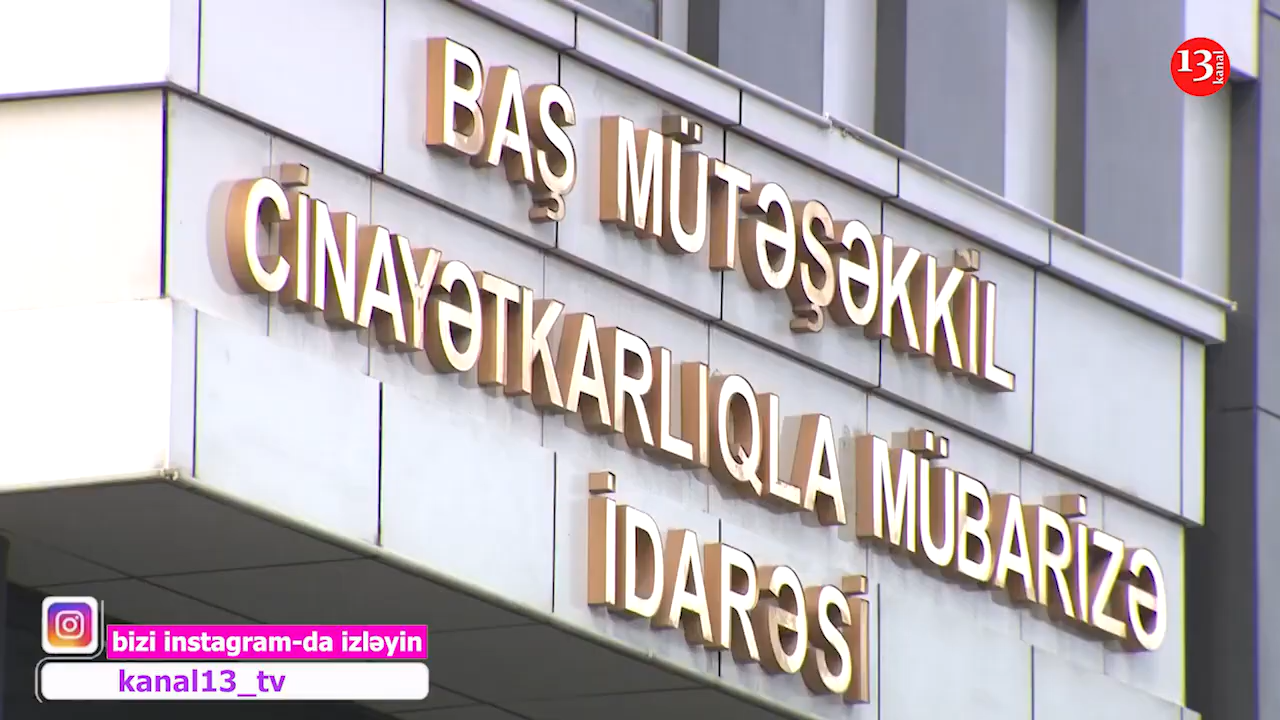 13 kanal
BAŞ MÜTƏŞƏKKİL
CİNAYƏTKARLIQLA MÜBARİZƏ
İDARƏSİ
bizi instagram-da izləyin
kanal13_tv